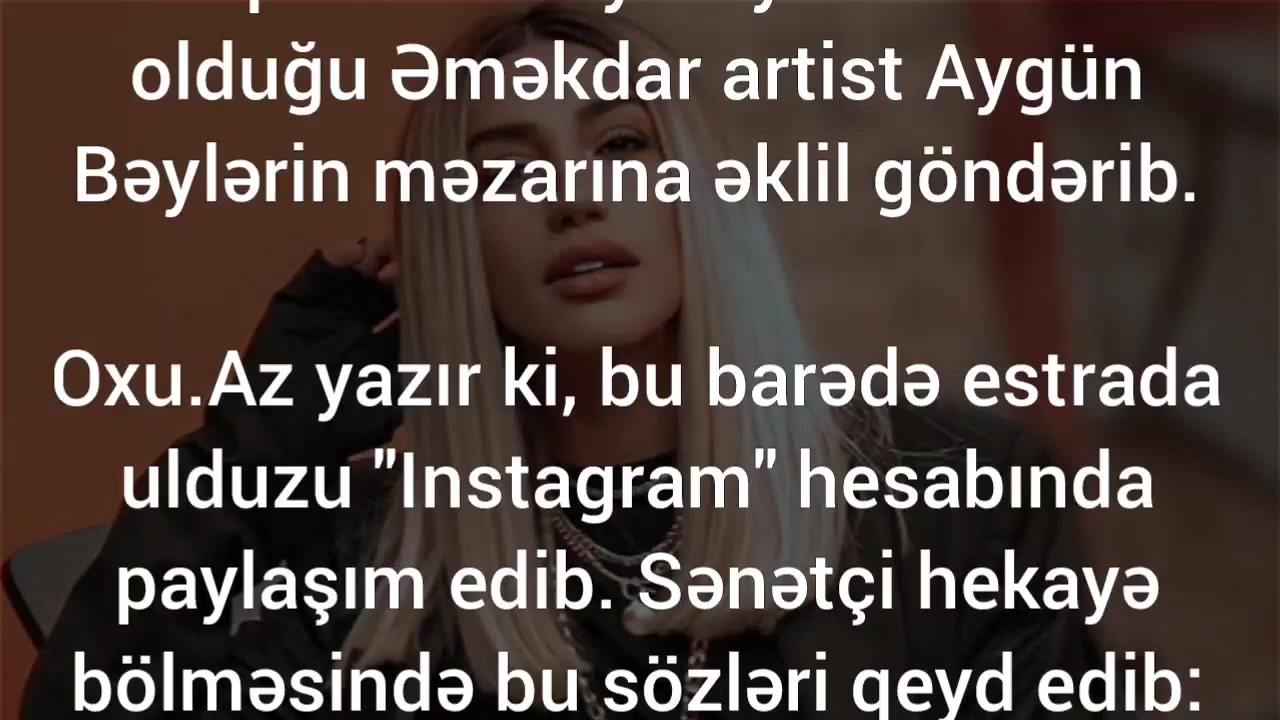 olduğu Əməkdar artist Aygün
Bəylərin məzarına əklil göndərib.
Oxu.Az yazır ki, bu barədə estrada
ulduzu "Instagram" hesabında
paylaşım edib. Sənətçi hekayə
bölməsində bu sözləri qeyd edib: